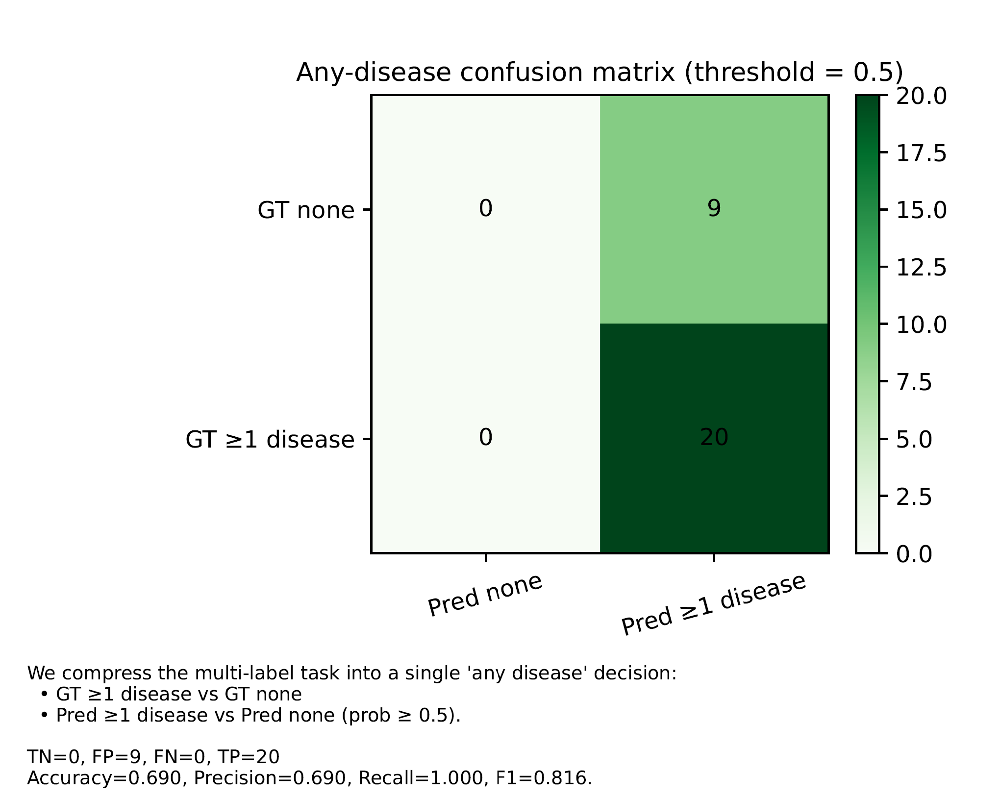 Any-disease confusion matrix (threshold = 0.5)
20.0
17.5
15.0
12.5
10.0
7.5
5.0
2.5
0.0
GT none
0
9
GT ≥1 disease
0
20
Pred none
Pred ≥1 disease
We compress the multi-label task into a single 'any disease' decision:
• GT ≥1 disease vs GT none
• Pred ≥1 disease vs Pred none (prob ≥ 0.5).
TN=0, FP=9, FN=0, TP=20
Accuracy=0.690, Precision=0.690, Recall=1.000, F1=0.816.